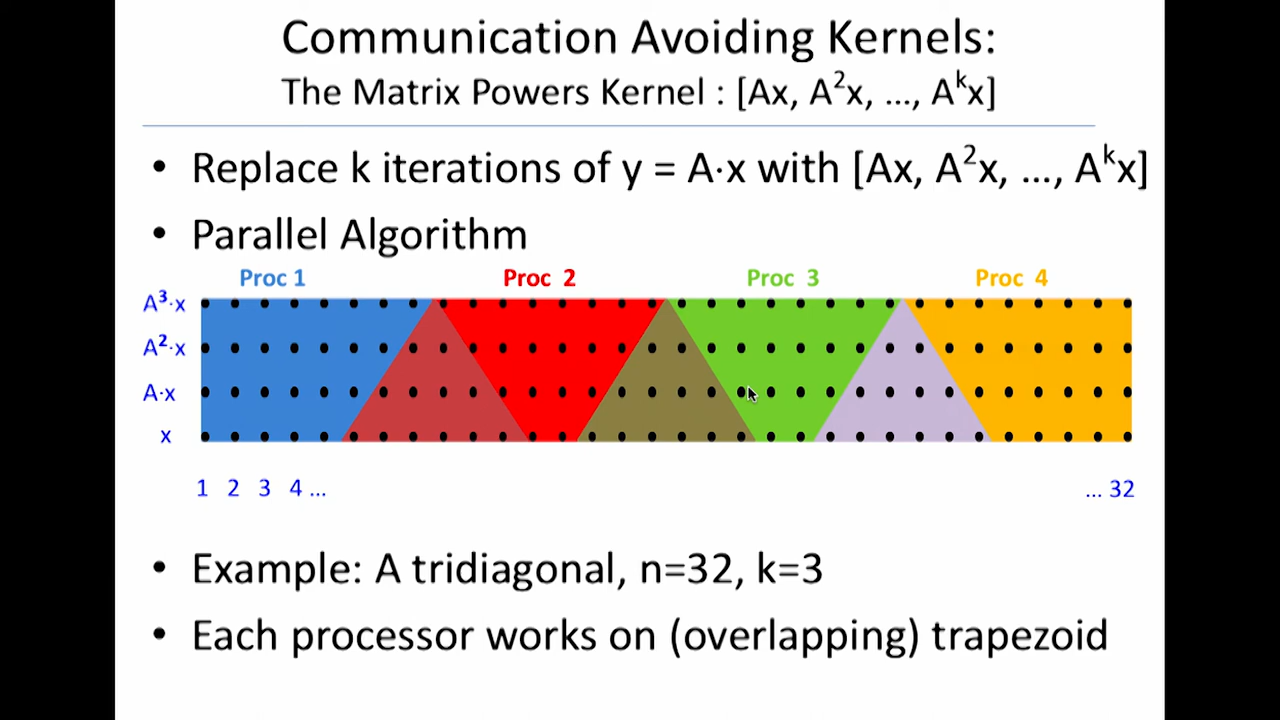 Communication Avoiding Kernels:
The Matrix Powers Kernel : [Ax, A²x, ..., Aᵏx]
• Replace k iterations of y = A·x with [Ax, A²x, ..., Aᵏx]
• Parallel Algorithm
Proc 1 Proc 2 Proc 3 Proc 4
A³·x
A²·x
A·x
x
1 2 3 4 ... ... 32
• Example: A tridiagonal, n=32, k=3
• Each processor works on (overlapping) trapezoid